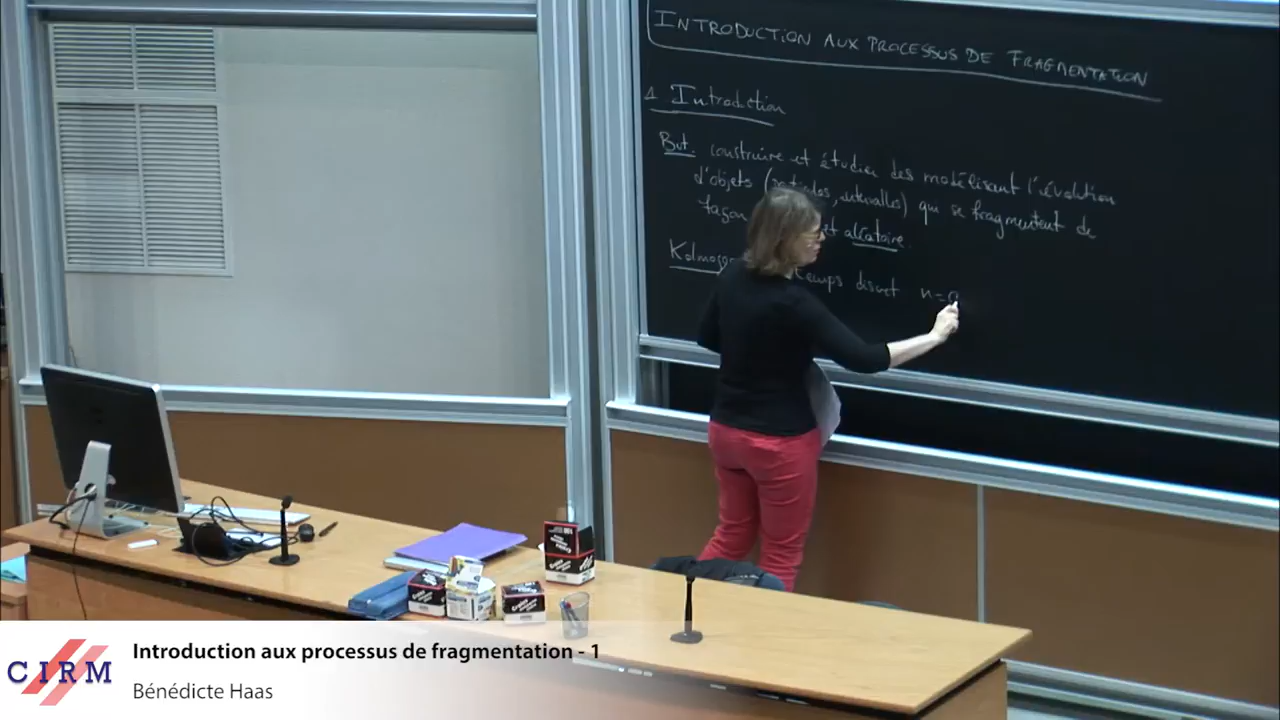 INTRODUCTION AUX PROCESSUS DE FRAGMENTATION
1 Introduction
But. construire et étudier des modélisant l'évolution
d'objets (particules, intervalles) qui se fragmentent de
façon et aléatoire.
Kolmogo temps discret n=0
CIRM
Introduction aux processus de fragmentation - 1
Bénédicte Haas